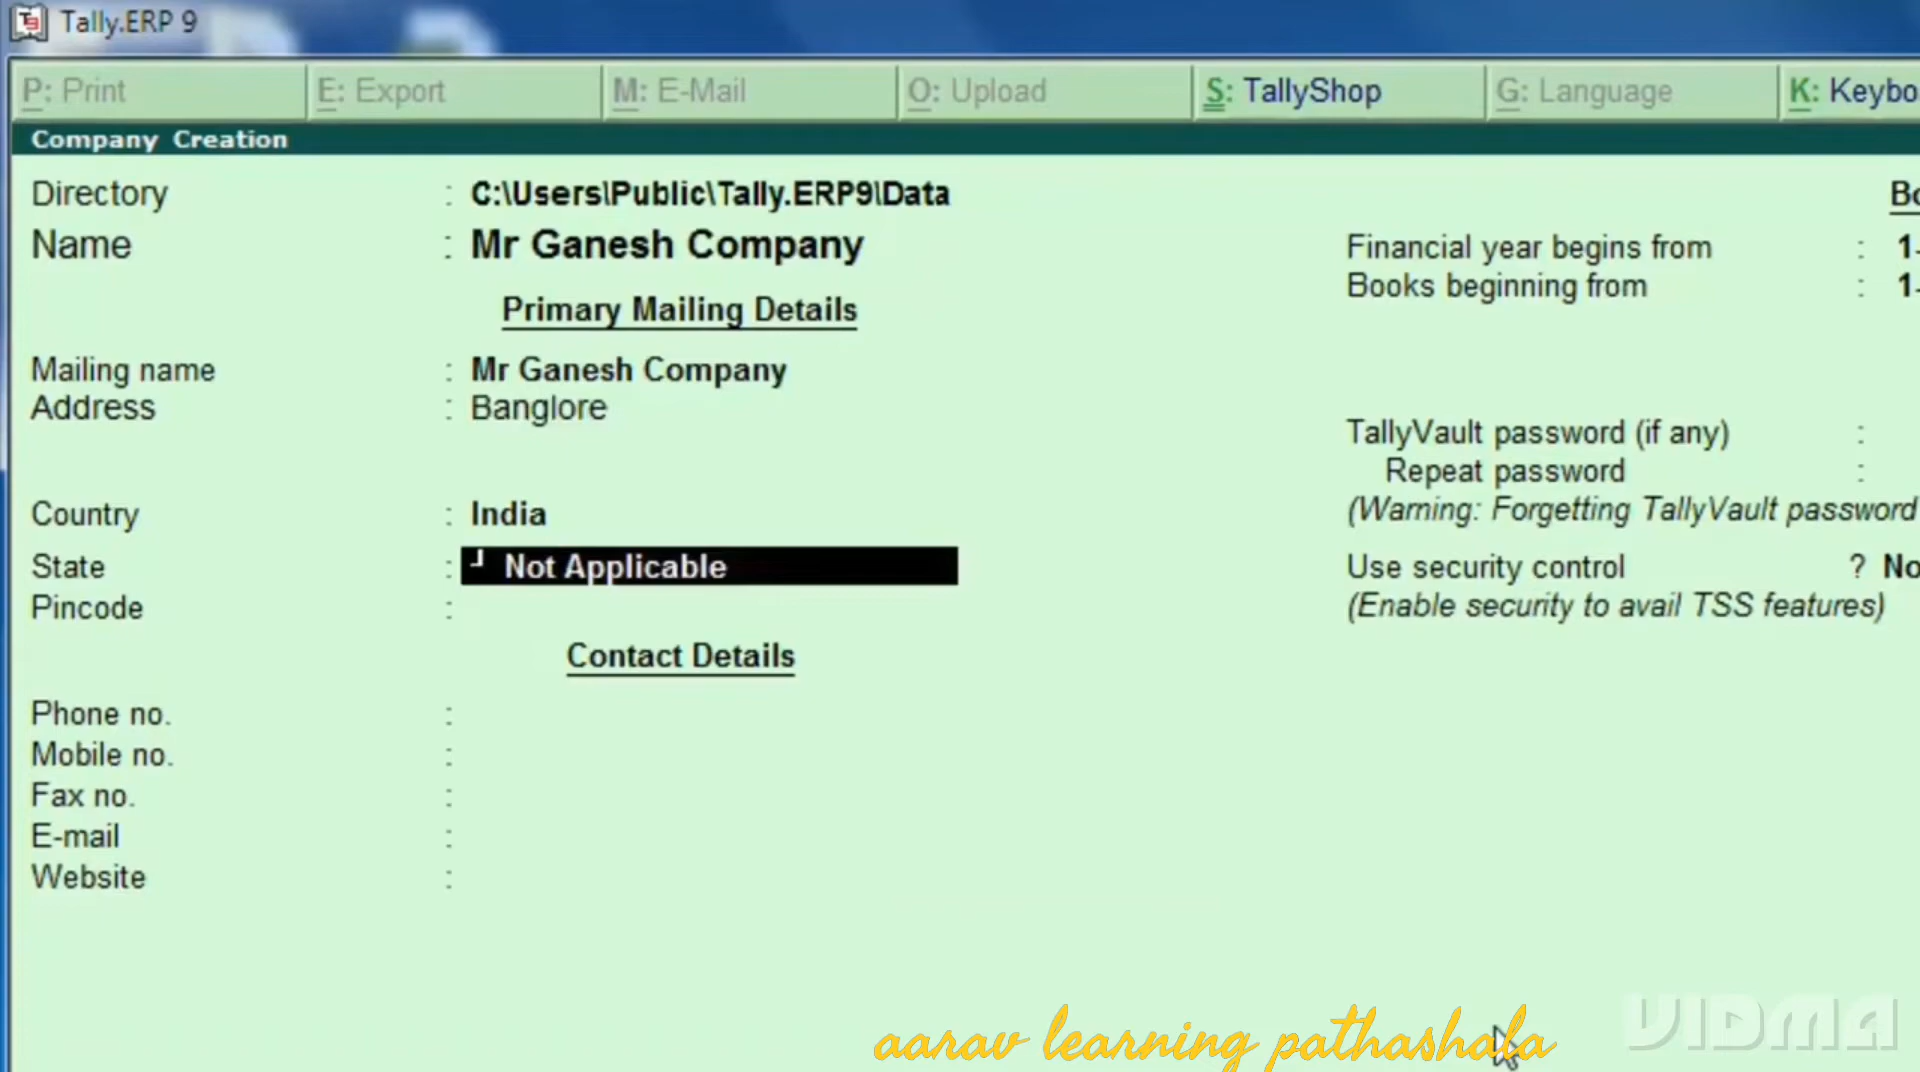 Tally.ERP 9
P: Print E: Export M: E-Mail O: Upload S: TallyShop G: Language K: Keybo
Company Creation
Directory : C:\Users\Public\Tally.ERP9\Data
Name : Mr Ganesh Company
Primary Mailing Details
Mailing name : Mr Ganesh Company
Address : Banglore
Country : India
State : ┘ Not Applicable
Pincode :
Contact Details
Phone no. :
Mobile no. :
Fax no. :
E-mail :
Website :
Bo
Financial year begins from : 1-
Books beginning from : 1-
TallyVault password (if any) :
Repeat password :
(Warning: Forgetting TallyVault password
Use security control ? No
(Enable security to avail TSS features)
aarav learning pathashala
VIDMA